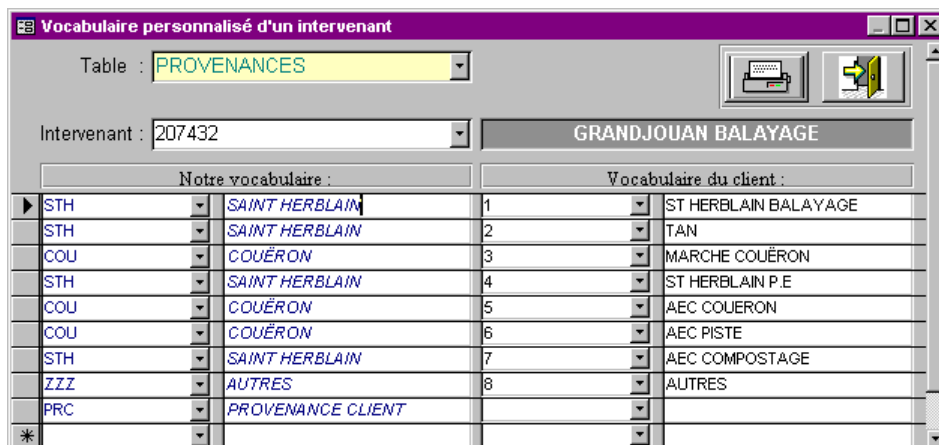 Vocabulaire personnalisé d'un intervenant
Table : PROVENANCES
Intervenant : 207432 GRANDJOUAN BALAYAGE
Notre vocabulaire : Vocabulaire du client :
STH SAINT HERBLAIN 1 ST HERBLAIN BALAYAGE
STH SAINT HERBLAIN 2 TAN
COU COUËRON 3 MARCHE COUËRON
STH SAINT HERBLAIN 4 ST HERBLAIN P.E
COU COUËRON 5 AEC COUERON
COU COUËRON 6 AEC PISTE
STH SAINT HERBLAIN 7 AEC COMPOSTAGE
ZZZ AUTRES 8 AUTRES
PRC PROVENANCE CLIENT